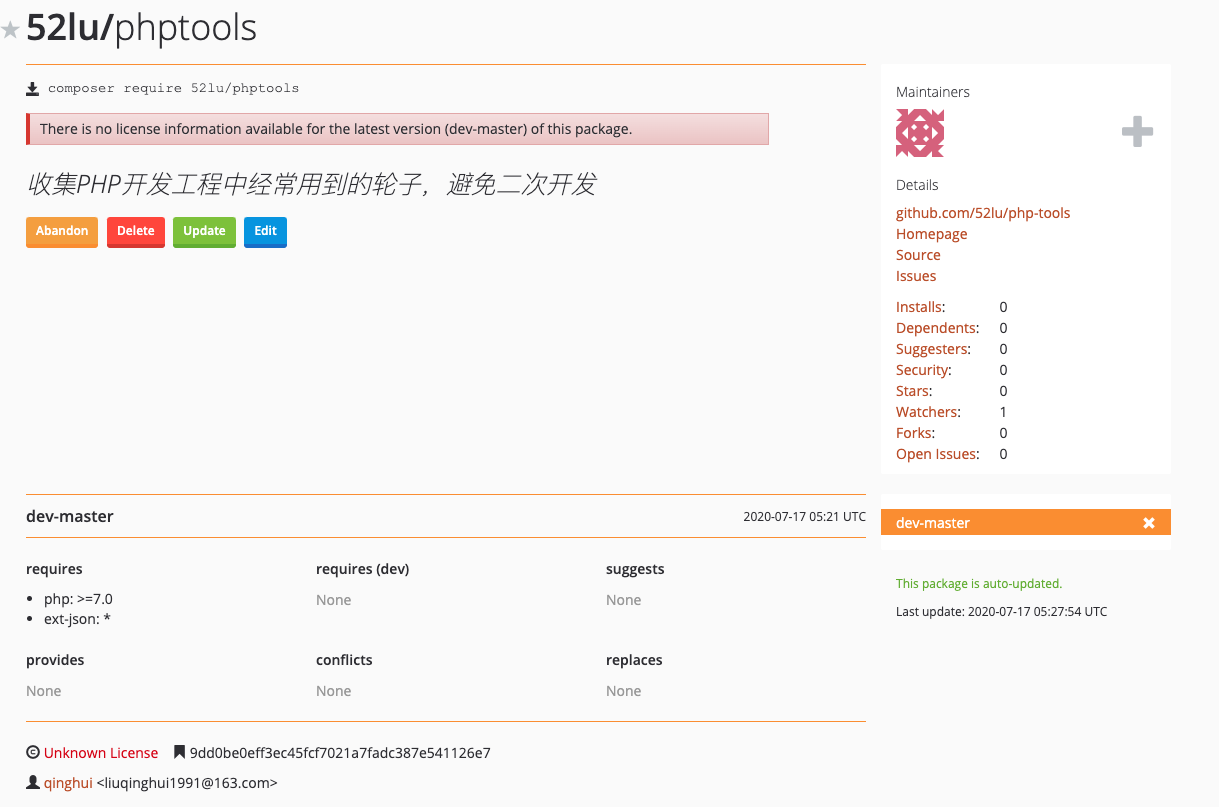 52lu/phptools
composer require 52lu/phptools
There is no license information available for the latest version (dev-master) of this package.
收集PHP开发工程中经常用到的轮子，避免二次开发
Abandon Delete Update Edit
Maintainers
Details
github.com/52lu/php-tools
Homepage
Source
Issues
Installs: 0
Dependents: 0
Suggesters: 0
Security: 0
Stars: 0
Watchers: 1
Forks: 0
Open Issues: 0
dev-master 2020-07-17 05:21 UTC
dev-master
requires requires (dev) suggests
php: >=7.0
ext-json: *
None None
provides conflicts replaces
None None None
This package is auto-updated.
Last update: 2020-07-17 05:27:54 UTC
Unknown License 9dd0be0eff3ec45fcf7021a7fadc387e541126e7
qinghui <liuqinghui1991@163.com>